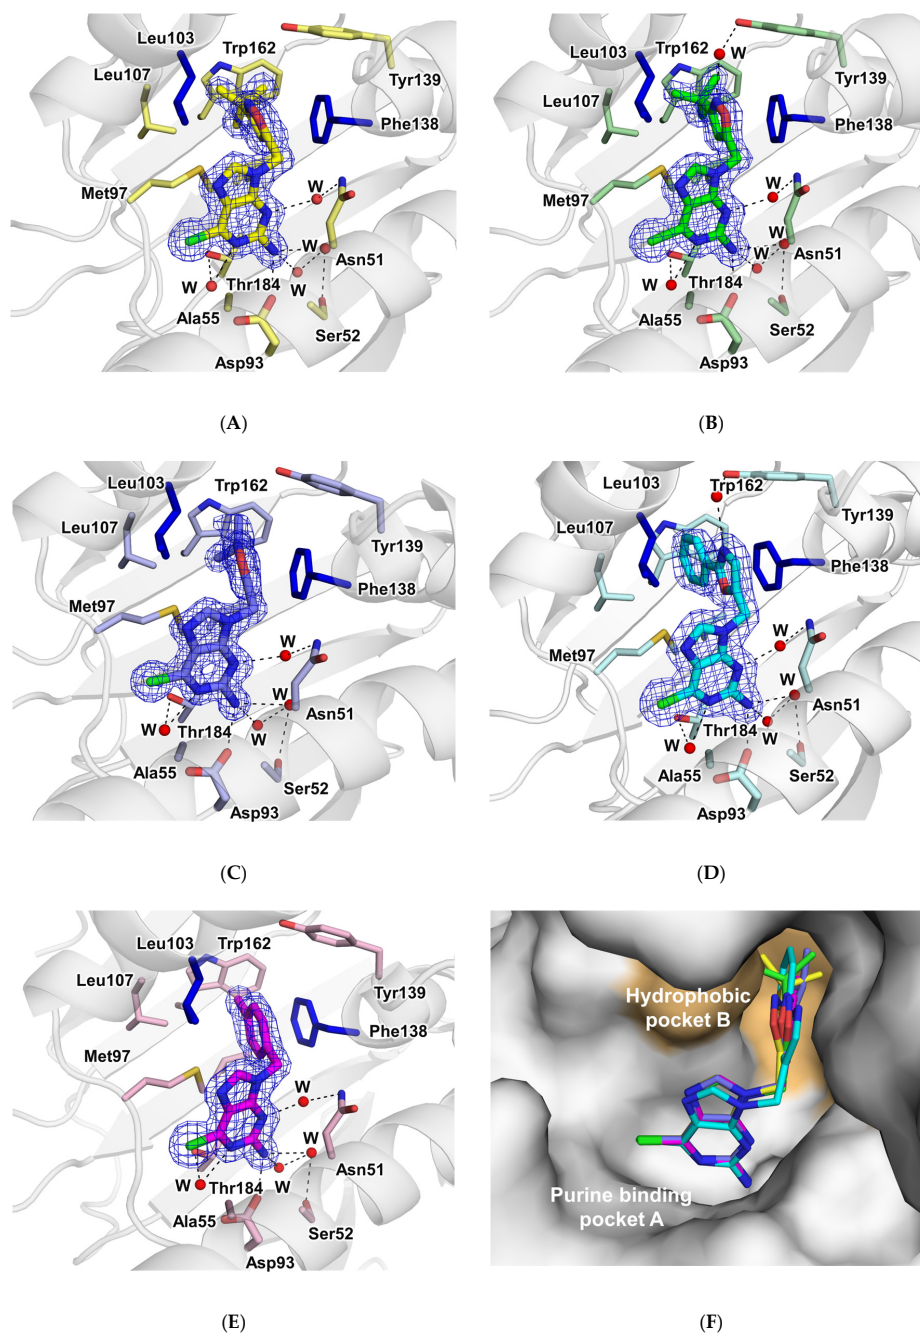 Leu103
Trp162
Leu107
Tyr139
Phe138
Met97
W
W
Asn51
W
Thr184
W
Ala55
Ser52
Asp93
(A)
Leu103
Trp162
W
Leu107
Tyr139
Phe138
Met97
W
W
Asn51
W
Thr184
W
Ala55
Ser52
Asp93
(B)
Leu103
Trp162
Leu107
Tyr139
Phe138
Met97
W
W
Asn51
W
W
Thr184
Ala55
Ser52
Asp93
(C)
Leu103
W
Trp162
Leu107
Tyr139
Phe138
Met97
W
W
Asn51
Thr184
W
W
Ala55
Ser52
Asp93
(D)
Leu103
Trp162
Leu107
Tyr139
Phe138
Met97
W
W
Asn51
W
Thr184
W
Ala55
Ser52
Asp93
(E)
Hydrophobic
pocket B
Purine binding
pocket A
(F)